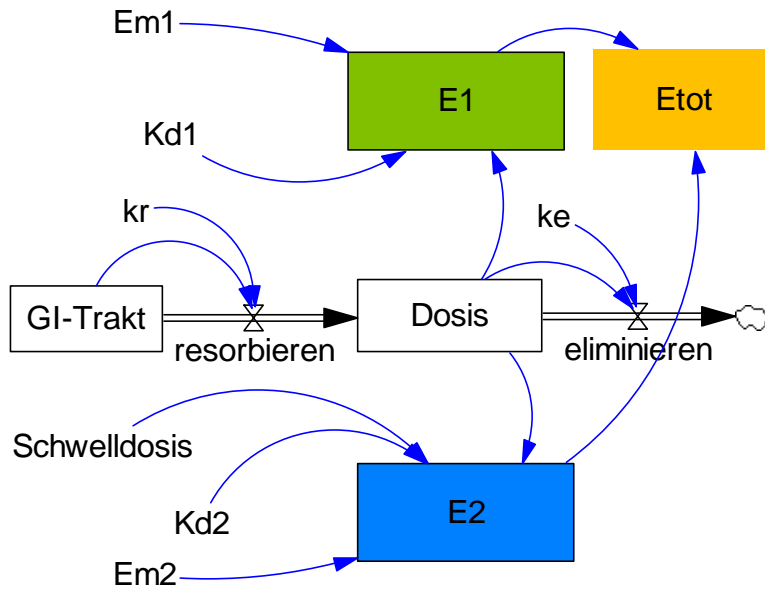 Em1
E1
Etot
Kd1
kr
ke
GI-Trakt
Dosis
resorbieren
eliminieren
Schwelldosis
Kd2
E2
Em2